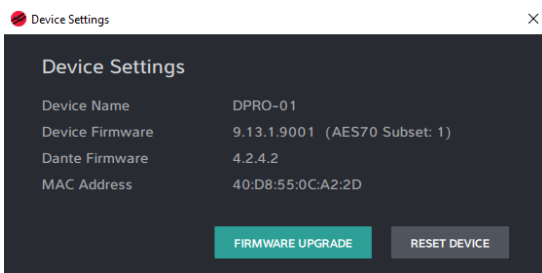 Device Settings
Device Settings
Device Name DPRO-01
Device Firmware 9.13.1.9001 (AES70 Subset: 1)
Dante Firmware 4.2.4.2
MAC Address 40:D8:55:0C:A2:2D
FIRMWARE UPGRADE RESET DEVICE